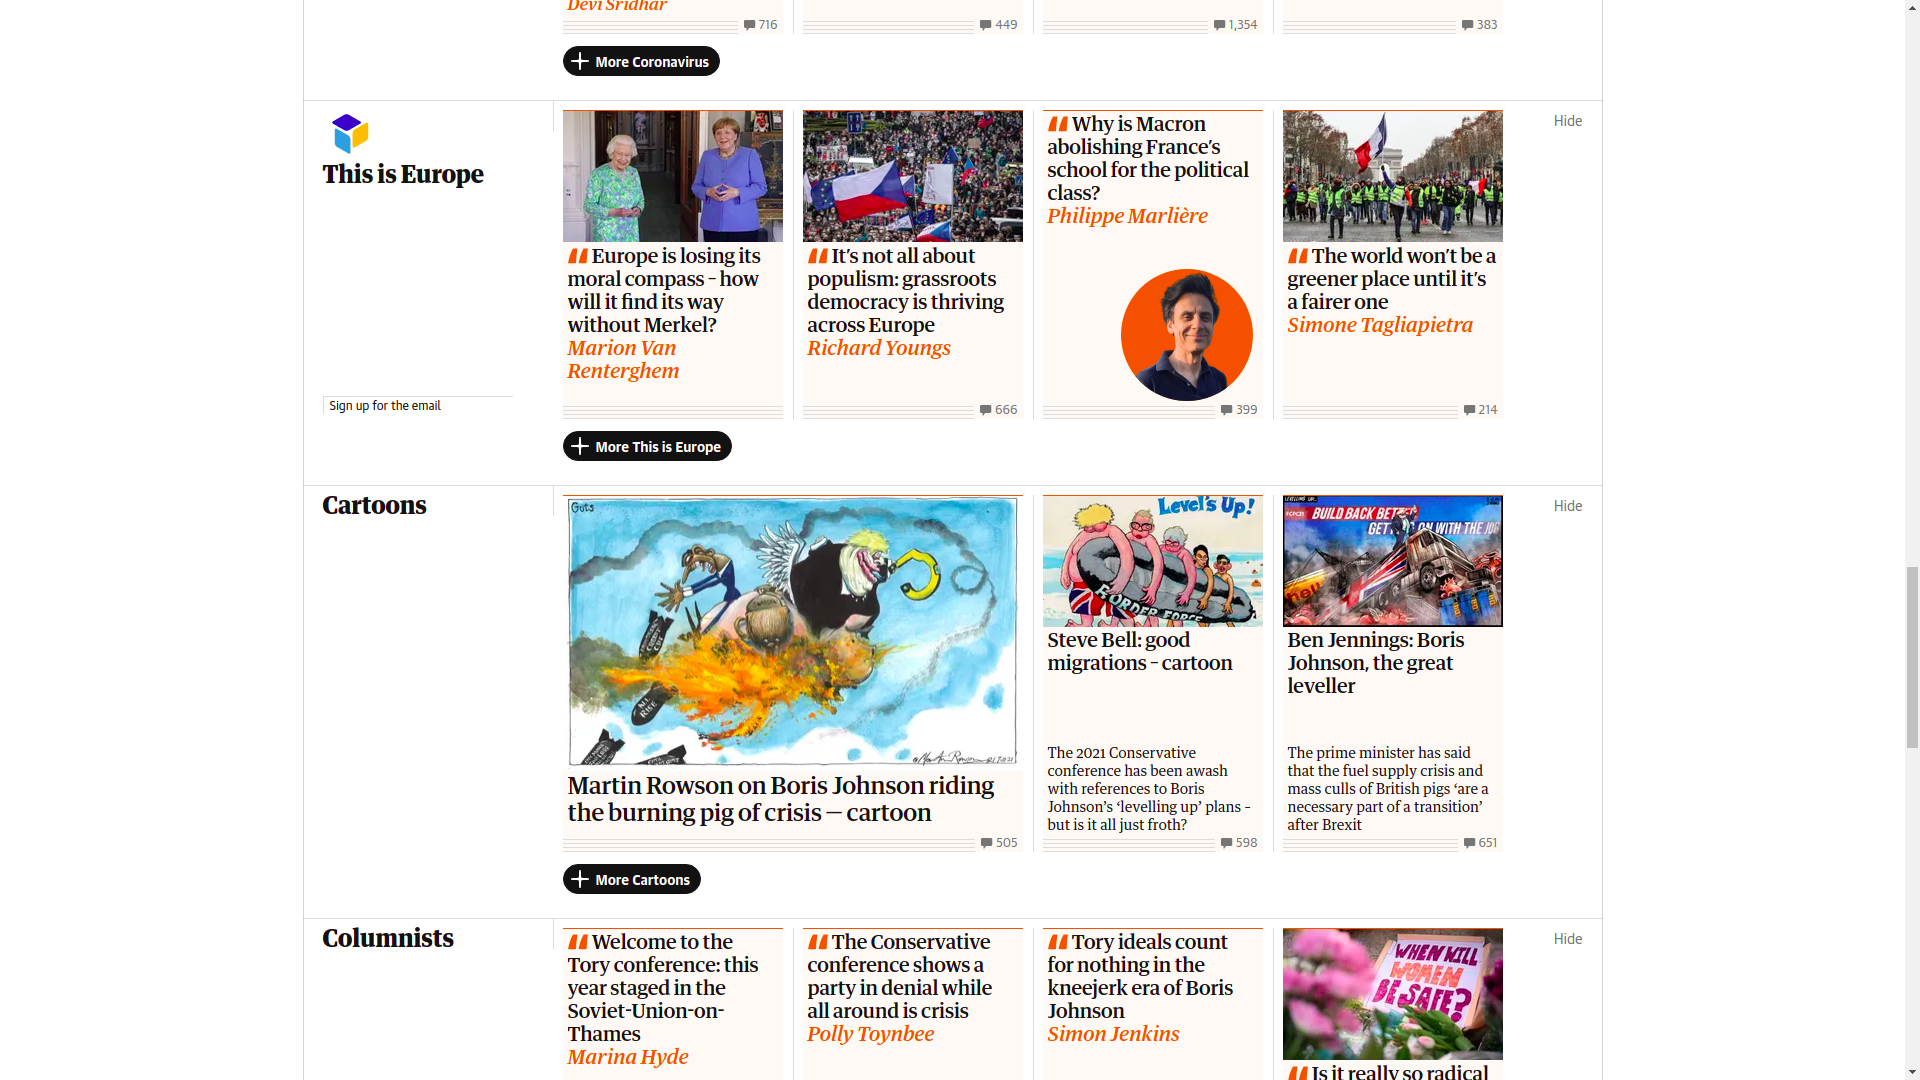 Devi Sridhar
716
449
1,354
383
More Coronavirus
This is Europe
Sign up for the email
Europe is losing its
moral compass – how
will it find its way
without Merkel?
Marion Van
Renterghem
It’s not all about
populism: grassroots
democracy is thriving
across Europe
Richard Youngs
666
Why is Macron
abolishing France’s
school for the political
class?
Philippe Marlière
399
The world won’t be a
greener place until it’s
a fairer one
Simone Tagliapietra
214
Hide
More This is Europe
Cartoons
Guts
Martin Rowson on Boris Johnson riding
the burning pig of crisis — cartoon
505
Level's Up!
BORDER FORCE
Steve Bell: good
migrations – cartoon
The 2021 Conservative
conference has been awash
with references to Boris
Johnson’s ‘levelling up’ plans –
but is it all just froth?
598
BUILD BACK BETTER
GET ON WITH THE JOB
Ben Jennings: Boris
Johnson, the great
leveller
The prime minister has said
that the fuel supply crisis and
mass culls of British pigs ‘are a
necessary part of a transition’
after Brexit
651
Hide
More Cartoons
Columnists
Welcome to the
Tory conference: this
year staged in the
Soviet-Union-on-
Thames
Marina Hyde
The Conservative
conference shows a
party in denial while
all around is crisis
Polly Toynbee
Tory ideals count
for nothing in the
kneejerk era of Boris
Johnson
Simon Jenkins
WHEN WILL
WOMEN
BE SAFE?
Is it really so radical
Hide